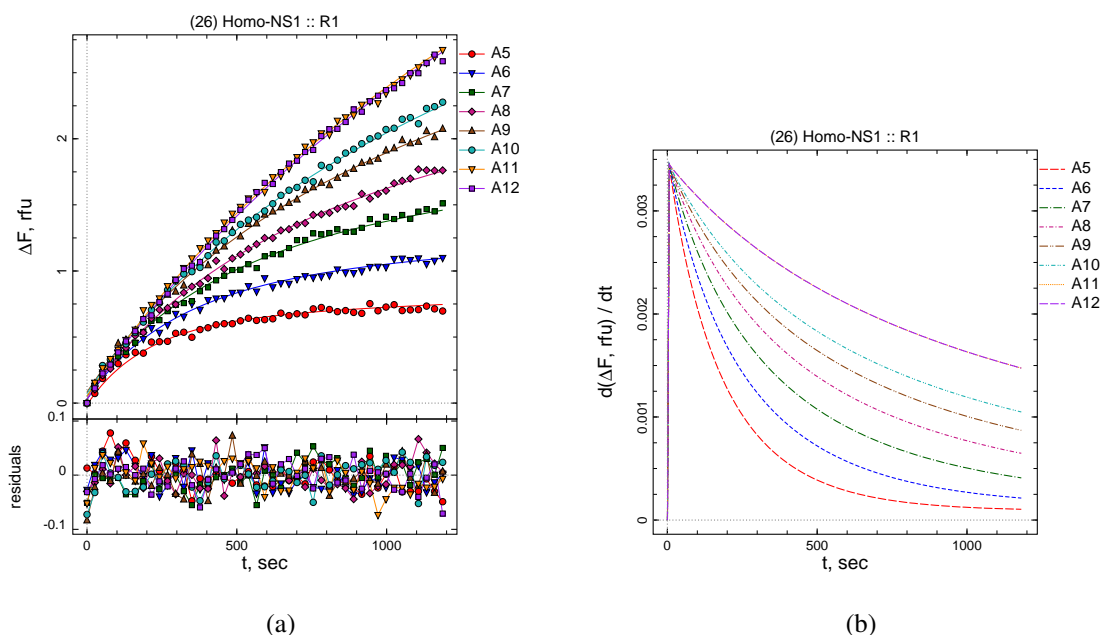 (26) Homo-NS1 :: R1
ΔF, rfu
2
1
0
A5
A6
A7
A8
A9
A10
A11
A12
residuals
0.1
0
-0.1
0
500
1000
t, sec
(a)
(26) Homo-NS1 :: R1
d(ΔF, rfu) / dt
0.003
0.002
0.001
0
A5
A6
A7
A8
A9
A10
A11
A12
0
500
1000
t, sec
(b)